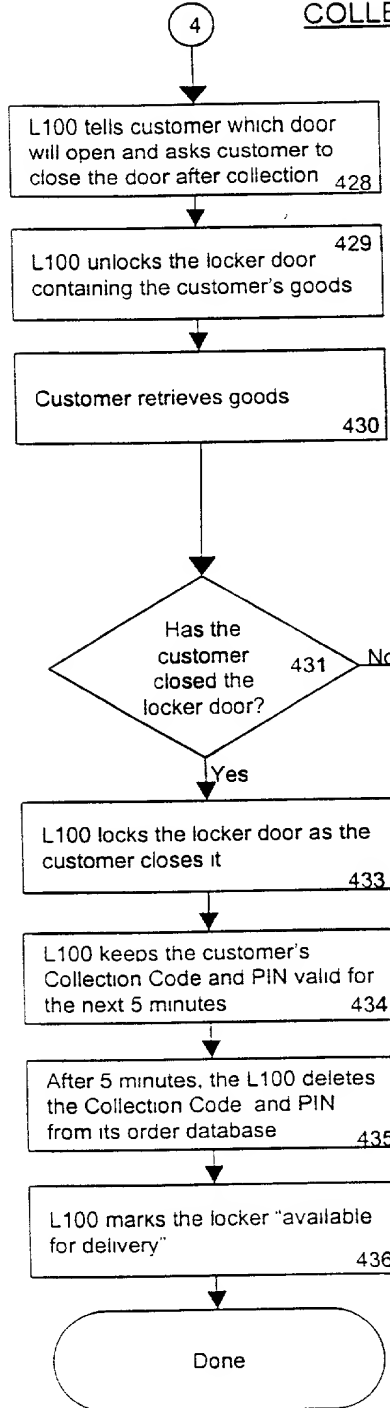 4
L100 tells customer which door
will open and asks customer to
close the door after collection 428
429
L100 unlocks the locker door
containing the customer's goods
Customer retrieves goods
430
Has the
customer
closed the
locker door?
431
No
Yes
L100 locks the locker door as the
customer closes it
433
L100 keeps the customer's
Collection Code and PIN valid for
the next 5 minutes 434
After 5 minutes, the L100 deletes
the Collection Code and PIN
from its order database 435
L100 marks the locker "available
for delivery"
436
Done